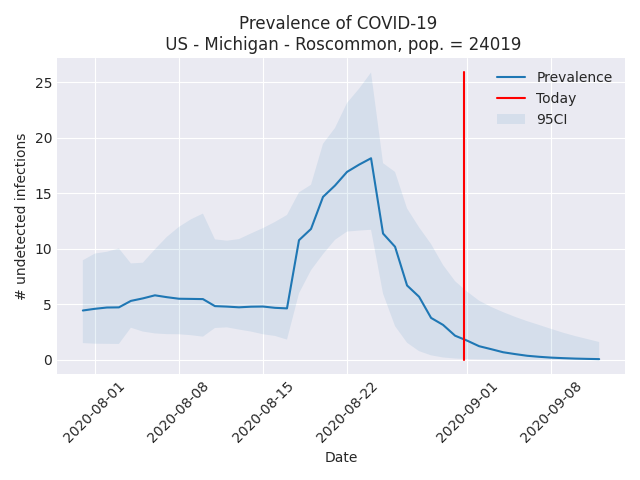 Prevalence of COVID-19
US - Michigan - Roscommon, pop. = 24019
# undetected infections
25
20
15
10
5
0
Prevalence
Today
95CI
2020-08-01
2020-08-08
2020-08-15
2020-08-22
2020-09-01
2020-09-08
Date